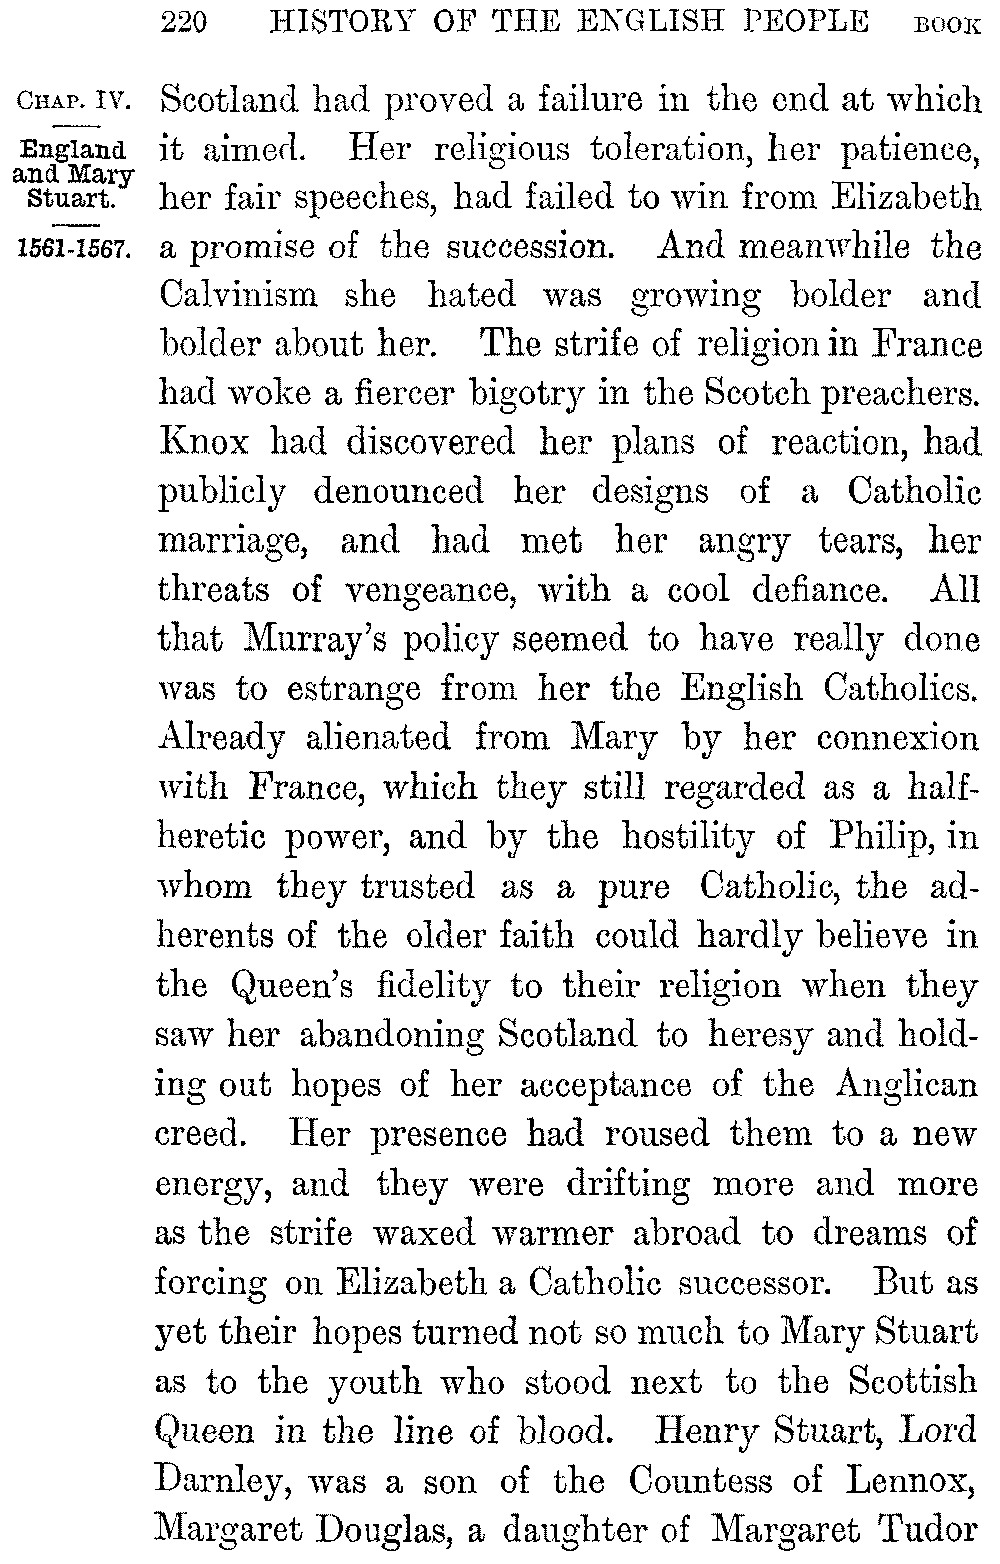 220 HISTORY OF THE ENGLISH PEOPLE BOOK
CHAP. IV.
England
and Mary
Stuart.
1561-1567.
Scotland had proved a failure in the end at which
it aimed. Her religious toleration, her patience,
her fair speeches, had failed to win from Elizabeth
a promise of the succession. And meanwhile the
Calvinism she hated was growing bolder and
bolder about her. The strife of religion in France
had woke a fiercer bigotry in the Scotch preachers.
Knox had discovered her plans of reaction, had
publicly denounced her designs of a Catholic
marriage, and had met her angry tears, her
threats of vengeance, with a cool defiance. All
that Murray's policy seemed to have really done
was to estrange from her the English Catholics.
Already alienated from Mary by her connexion
with France, which they still regarded as a half-
heretic power, and by the hostility of Philip, in
whom they trusted as a pure Catholic, the ad-
herents of the older faith could hardly believe in
the Queen's fidelity to their religion when they
saw her abandoning Scotland to heresy and hold-
ing out hopes of her acceptance of the Anglican
creed. Her presence had roused them to a new
energy, and they were drifting more and more
as the strife waxed warmer abroad to dreams of
forcing on Elizabeth a Catholic successor. But as
yet their hopes turned not so much to Mary Stuart
as to the youth who stood next to the Scottish
Queen in the line of blood. Henry Stuart, Lord
Darnley, was a son of the Countess of Lennox,
Margaret Douglas, a daughter of Margaret Tudor